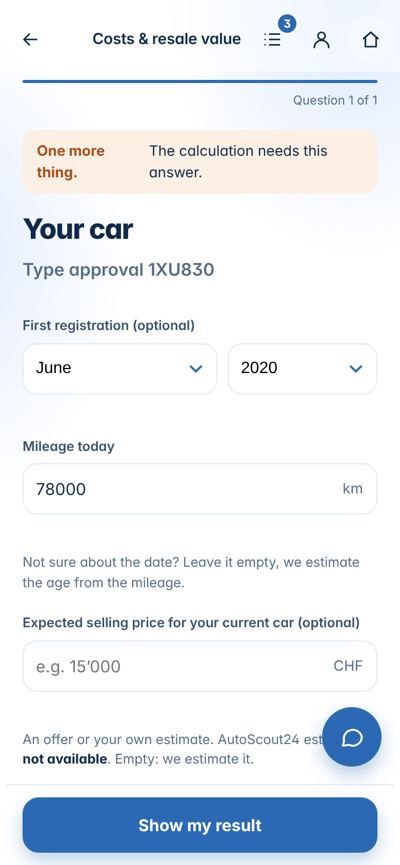 Costs & resale value
3
Question 1 of 1
One more thing.
The calculation needs this answer.
Your car
Type approval 1XU830
First registration (optional)
June
2020
Mileage today
78000
km
Not sure about the date? Leave it empty, we estimate
the age from the mileage.
Expected selling price for your current car (optional)
e.g. 15’000
CHF
An offer or your own estimate. AutoScout24
not available. Empty: we estimate it.
Show my result